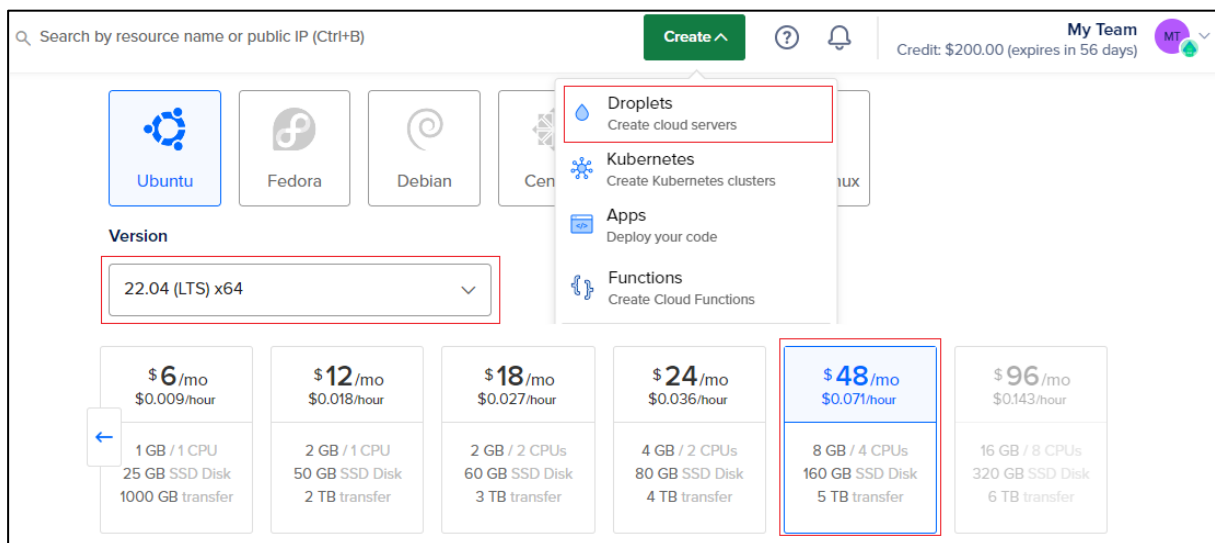 Search by resource name or public IP (Ctrl+B)
Create
My Team
Credit: $200.00 (expires in 56 days)
MT
Droplets
Create cloud servers
Kubernetes
Create Kubernetes clusters
Apps
Deploy your code
Functions
Create Cloud Functions
Ubuntu
Fedora
Debian
Cen
ux
Version
22.04 (LTS) x64
$6/mo
$0.009/hour
1 GB / 1 CPU
25 GB SSD Disk
1000 GB transfer
$12/mo
$0.018/hour
2 GB / 1 CPU
50 GB SSD Disk
2 TB transfer
$18/mo
$0.027/hour
2 GB / 2 CPUs
60 GB SSD Disk
3 TB transfer
$24/mo
$0.036/hour
4 GB / 2 CPUs
80 GB SSD Disk
4 TB transfer
$48/mo
$0.071/hour
8 GB / 4 CPUs
160 GB SSD Disk
5 TB transfer
$96/mo
$0.143/hour
16 GB / 8 CPUs
320 GB SSD Disk
6 TB transfer